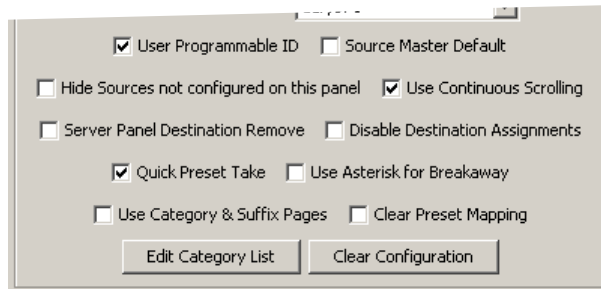 User Programmable ID Source Master Default
Hide Sources not configured on this panel Use Continuous Scrolling
Server Panel Destination Remove Disable Destination Assignments
Quick Preset Take Use Asterisk for Breakaway
Use Category & Suffix Pages Clear Preset Mapping
Edit Category List Clear Configuration